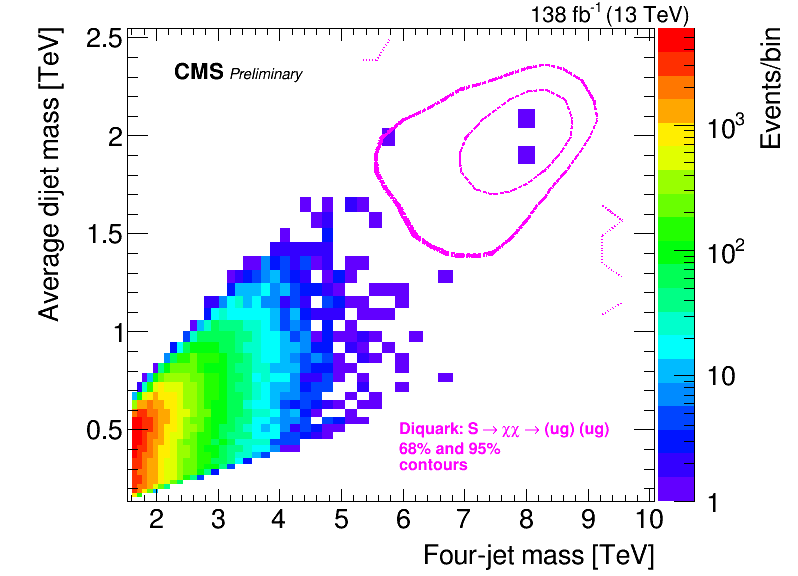 138 fb⁻¹ (13 TeV)
CMS Preliminary
Average dijet mass [TeV]
2.5
2
1.5
1
0.5
2 3 4 5 6 7 8 9 10
Four-jet mass [TeV]
Diquark: S → χχ → (ug) (ug)
68% and 95%
contours
Events/bin
10³
10²
10
1